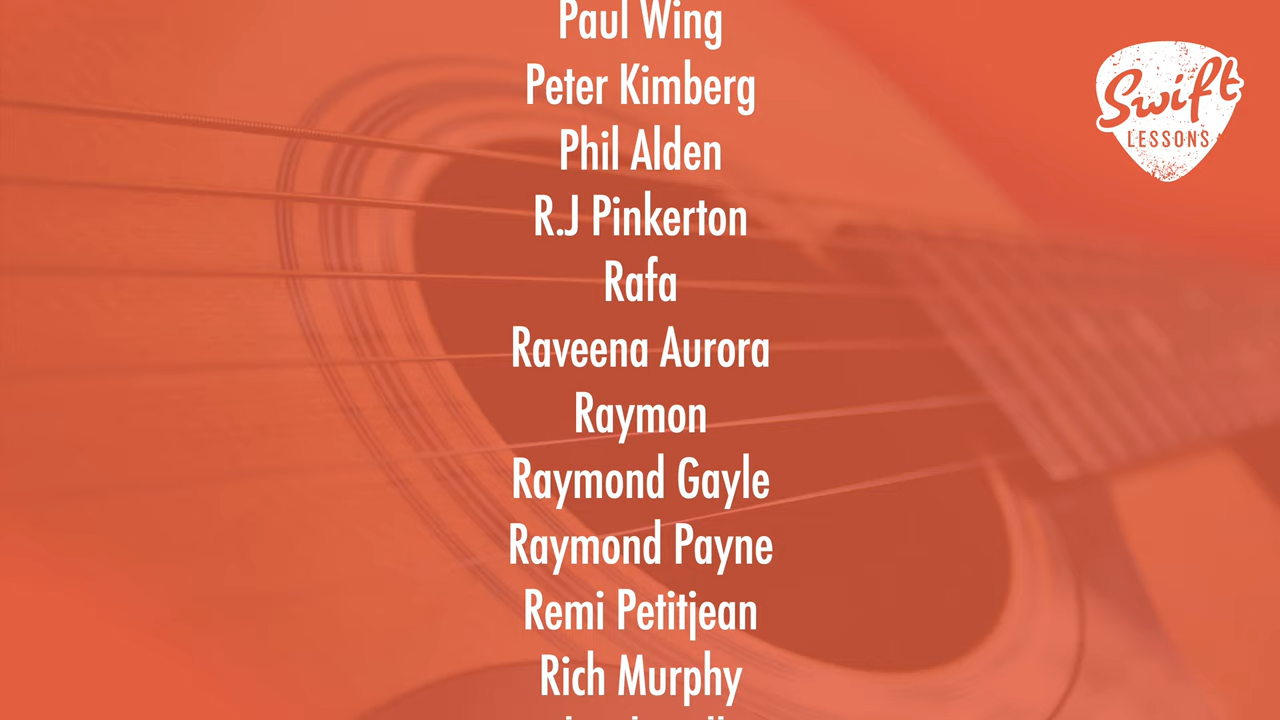 Paul Wing
Peter Kimberg
Phil Alden
R.J Pinkerton
Rafa
Raveena Aurora
Raymon
Raymond Gayle
Raymond Payne
Remi Petitjean
Rich Murphy
Swift
LESSONS